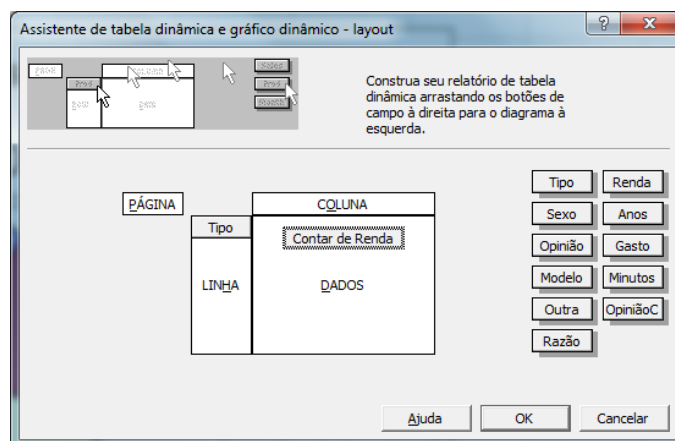 Assistente de tabela dinâmica e gráfico dinâmico - layout
Construa seu relatório de tabela
dinâmica arrastando os botões de
campo à direita para o diagrama à
esquerda.
PÁGINA
COLUNA
Tipo
Contar de Renda
LINHA
DADOS
Tipo Renda
Sexo Anos
Opinião Gasto
Modelo Minutos
Outra OpiniãoC
Razão
Ajuda OK Cancelar